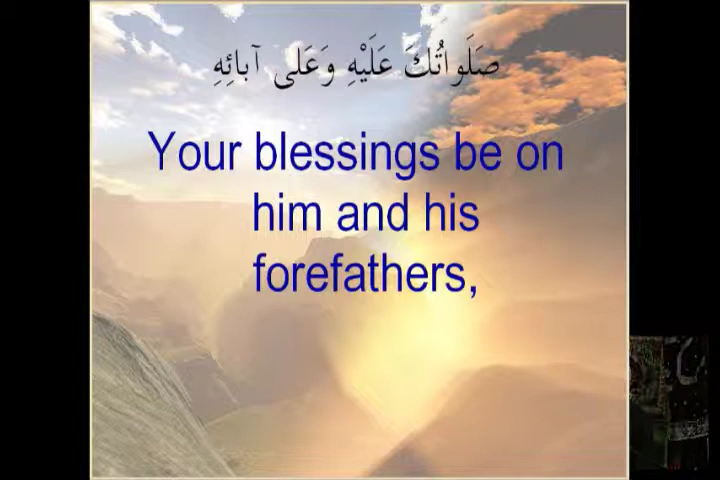 صَلَواتُكَ عَلَيْهِ وَعَلى آبائِهِ
Your blessings be on
him and his
forefathers,